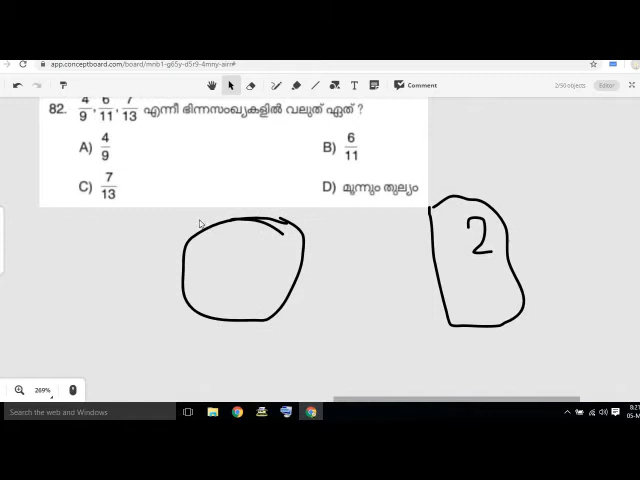 app.conceptboard.com/board/mnb1-g65y-d5r9-4mny-airr#
Comment
2/50 objects
Editor
82. 4/9, 6/11, 7/13 എന്നീ ഭിന്നസംഖ്യകളിൽ വലുത് ഏത് ?
A) 4/9 B) 6/11
C) 7/13 D) മൂന്നും തുല്യം
2
269%
Search the web and Windows